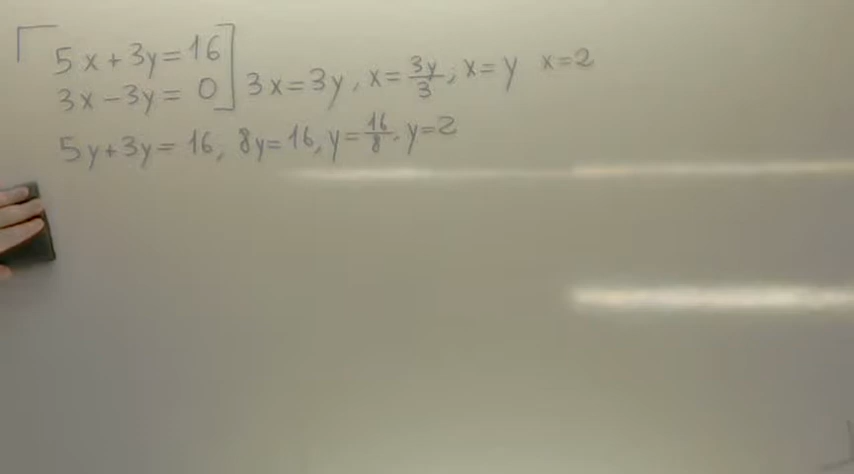 5x+3y=16
3x-3y= 0] 3x=3y, x=3y/3; x=y x=2
5y+3y= 16, 8y=16, y=16/8. y=2